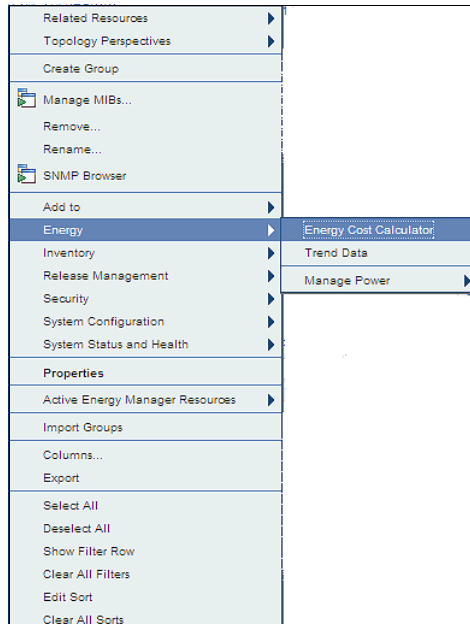 Related Resources
Topology Perspectives
Create Group
Manage MIBs...
Remove...
Rename...
SNMP Browser
Add to
Energy
Energy Cost Calculator
Inventory
Trend Data
Release Management
Manage Power
Security
System Configuration
System Status and Health
Properties
Active Energy Manager Resources
Import Groups
Columns...
Export
Select All
Deselect All
Show Filter Row
Clear All Filters
Edit Sort
Clear All Sorts